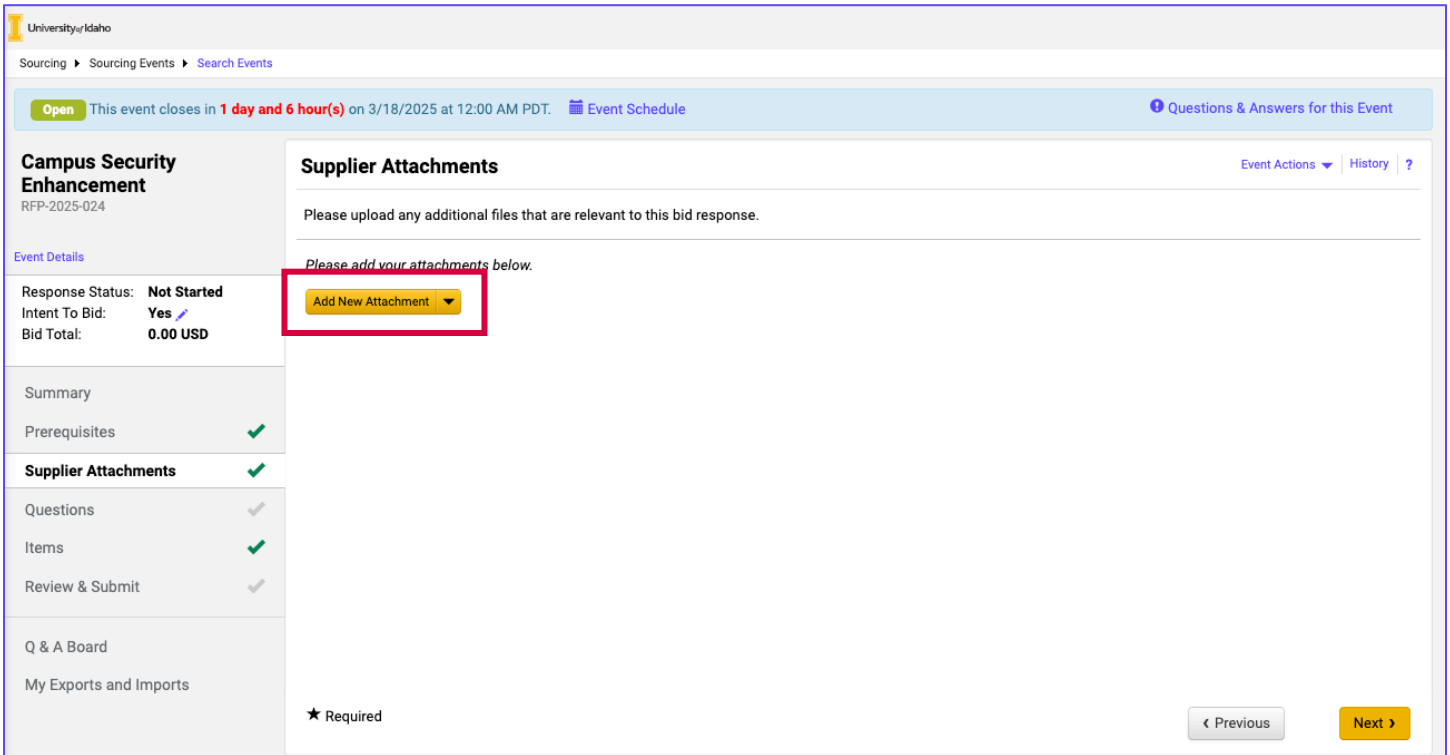 University of Idaho
Sourcing Sourcing Events Search Events
Open This event closes in 1 day and 6 hour(s) on 3/18/2025 at 12:00 AM PDT. Event Schedule Questions & Answers for this Event
Campus Security
Enhancement
RFP-2025-024
Event Details
Response Status: Not Started
Intent To Bid: Yes
Bid Total: 0.00 USD
Summary
Prerequisites
Supplier Attachments
Questions
Items
Review & Submit
Q & A Board
My Exports and Imports
Supplier Attachments
Event Actions History ?
Please upload any additional files that are relevant to this bid response.
Please add your attachments below.
Add New Attachment
★ Required
‹ Previous
Next ›